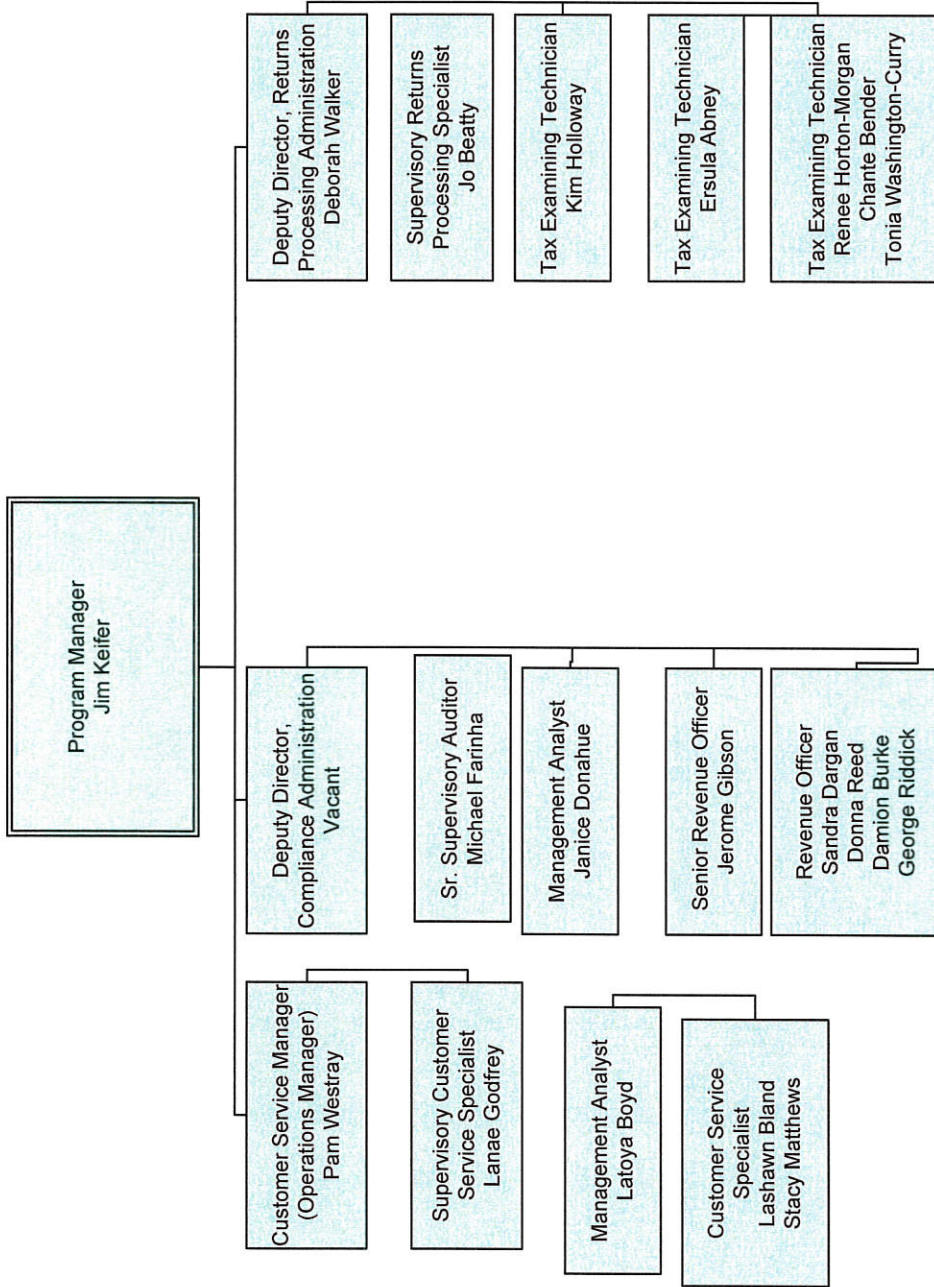 Program Manager
Jim Keifer
Customer Service Manager
(Operations Manager)
Pam Westray
Supervisory Customer
Service Specialist
Lanae Godfrey
Management Analyst
Latoya Boyd
Customer Service
Specialist
Lashawn Bland
Stacy Matthews
Deputy Director,
Compliance Administration
Vacant
Sr. Supervisory Auditor
Michael Farinha
Management Analyst
Janice Donahue
Senior Revenue Officer
Jerome Gibson
Revenue Officer
Sandra Dargan
Donna Reed
Damion Burke
George Riddick
Deputy Director, Returns
Processing Administration
Deborah Walker
Supervisory Returns
Processing Specialist
Jo Beatty
Tax Examining Technician
Kim Holloway
Tax Examining Technician
Ersula Abney
Tax Examining Technician
Renee Horton-Morgan
Chante Bender
Tonia Washington-Curry